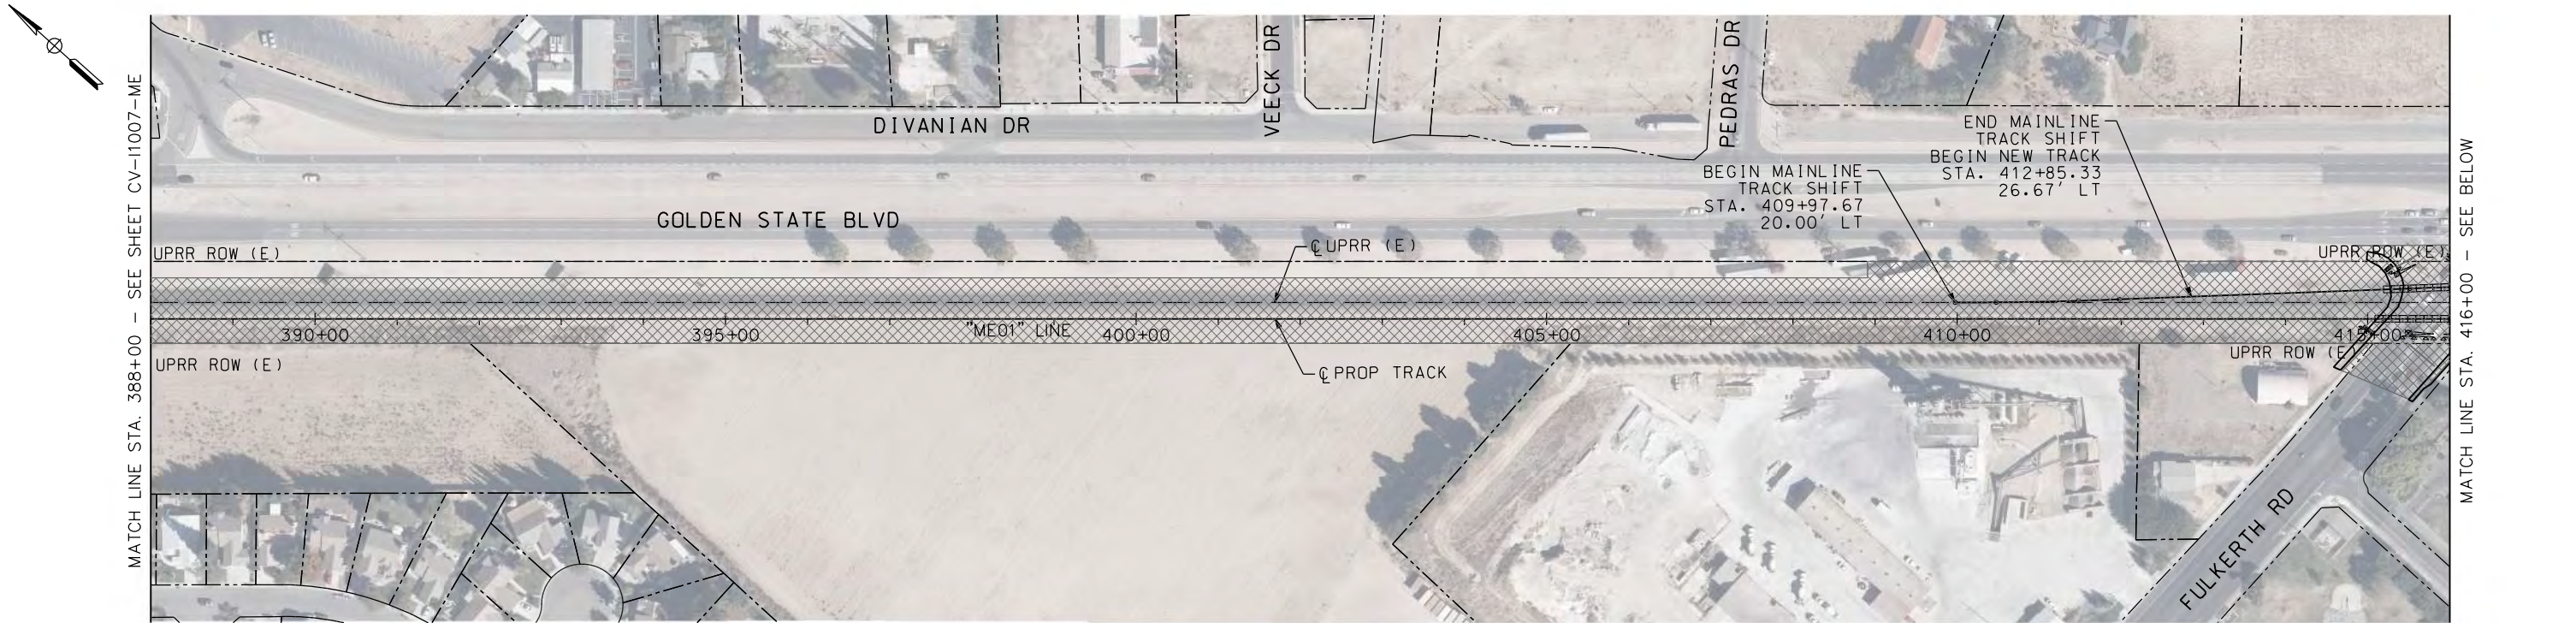 MATCH LINE STA. 388+00 - SEE SHEET CV-I1007-ME
DIVANIAN DR
VECK DR
PEDRAS DR
END MAINLINE
TRACK SHIFT
BEGIN NEW TRACK
STA. 412+85.33
26.67' LT
BEGIN MAINLINE
TRACK SHIFT
STA. 409+97.67
20.00' LT
GOLDEN STATE BLVD
UPRR ROW (E)
℄ UPRR (E)
UPRR ROW (E)
390+00
395+00
"ME01" LINE
400+00
405+00
410+00
415+00
UPRR ROW (E)
UPRR ROW (E)
℄ PROP TRACK
FULKERTH RD
MATCH LINE STA. 416+00 - SEE BELOW